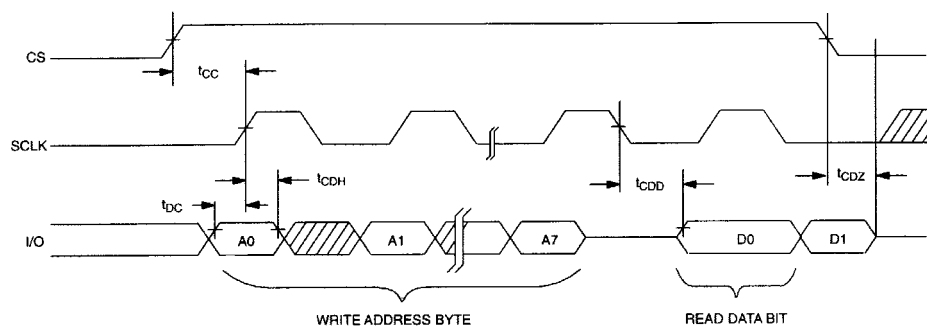 CS
tCC
SCLK
tCDH
tCDD
tCDZ
tDC
I/O
A0
A1
A7
D0
D1
WRITE ADDRESS BYTE
READ DATA BIT